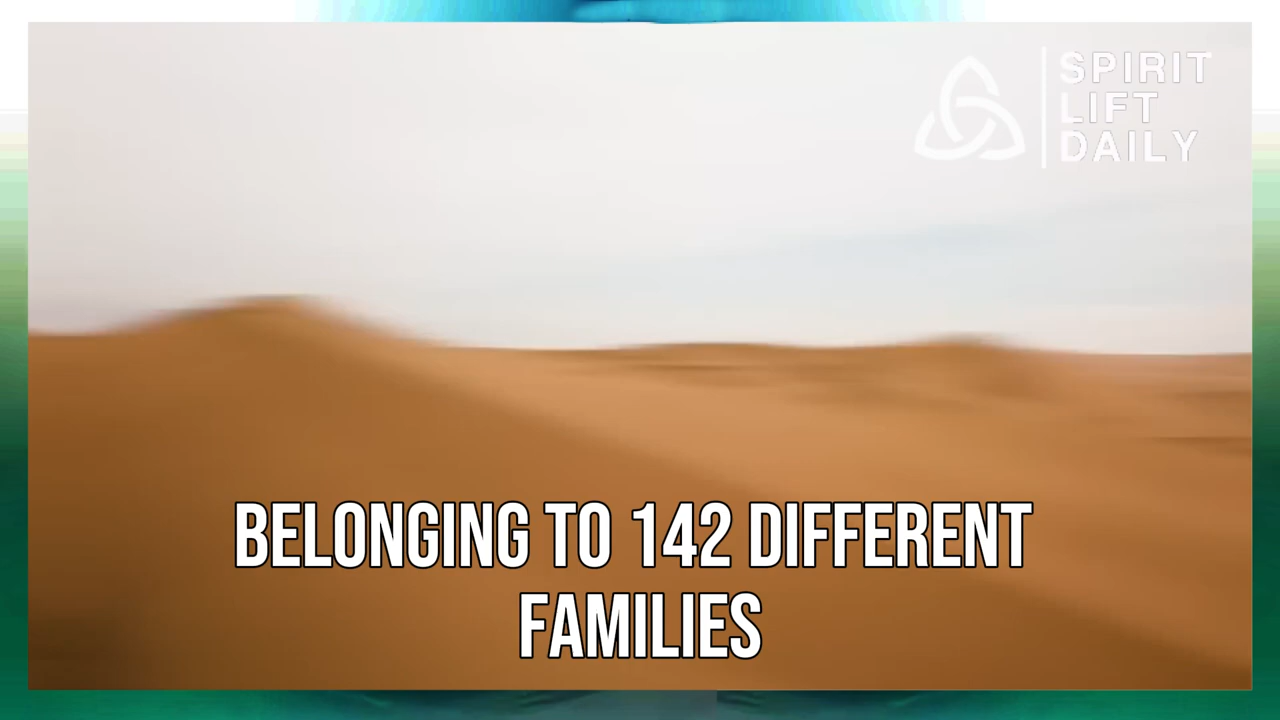 SPIRIT
LIFT
DAILY
BELONGING TO 142 DIFFERENT
FAMILIES